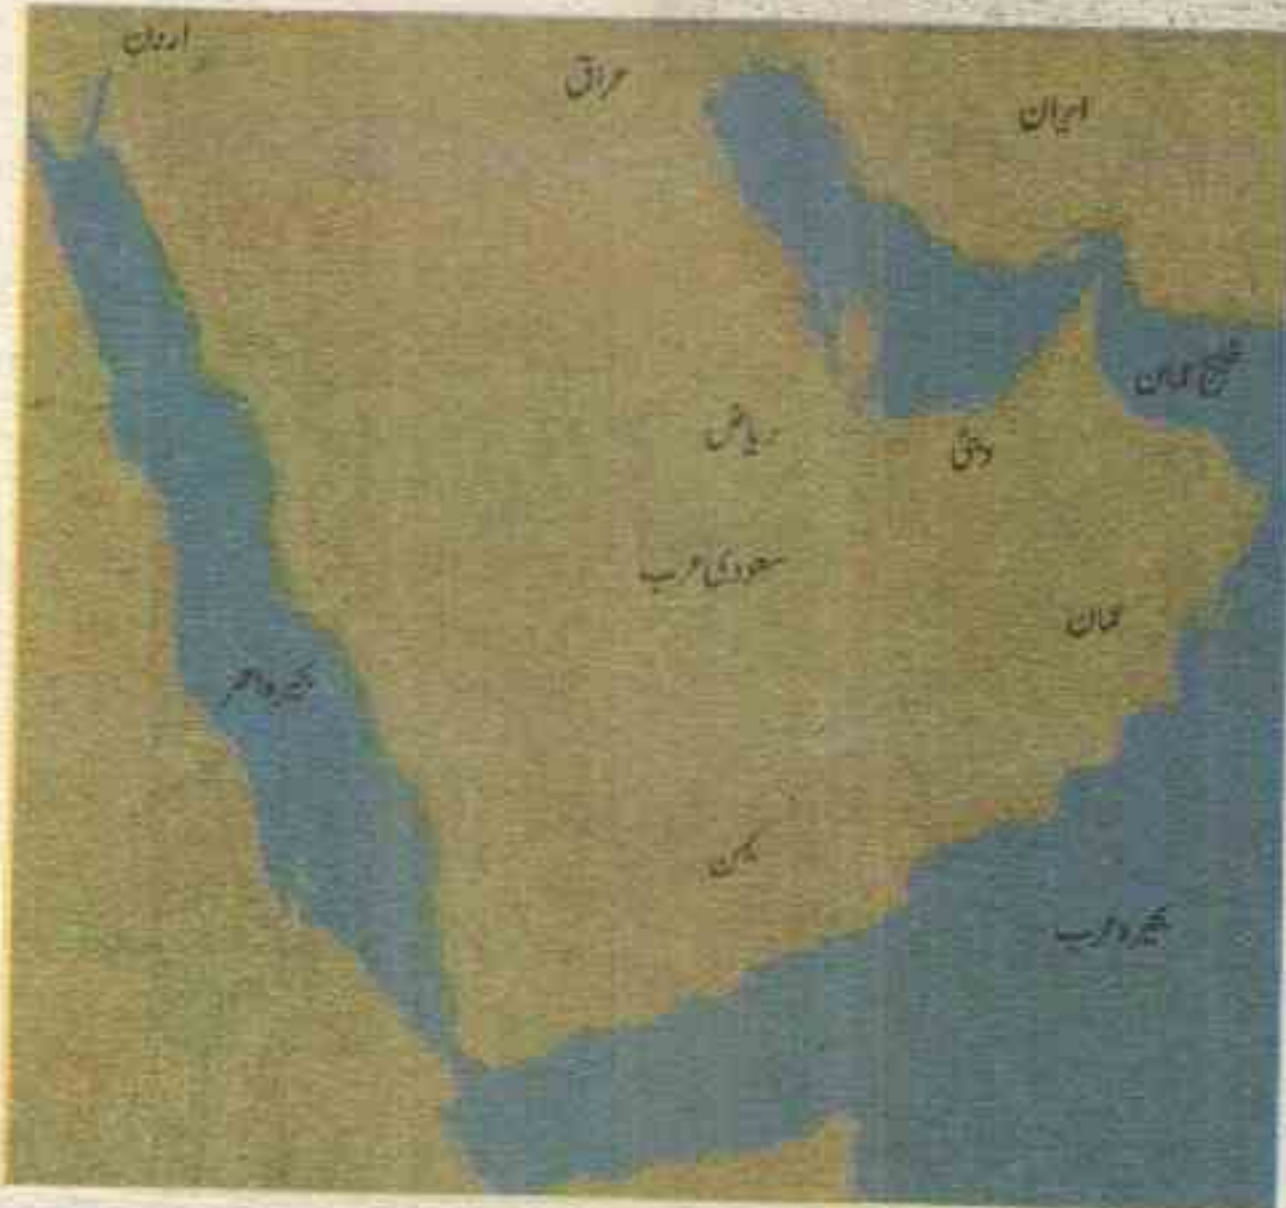 اردن
عراق
ایران
خلیج عمان
ریاض
دبئی
سعودی عرب
عمان
بحیرہ احمر
یمن
بحیرہ عرب